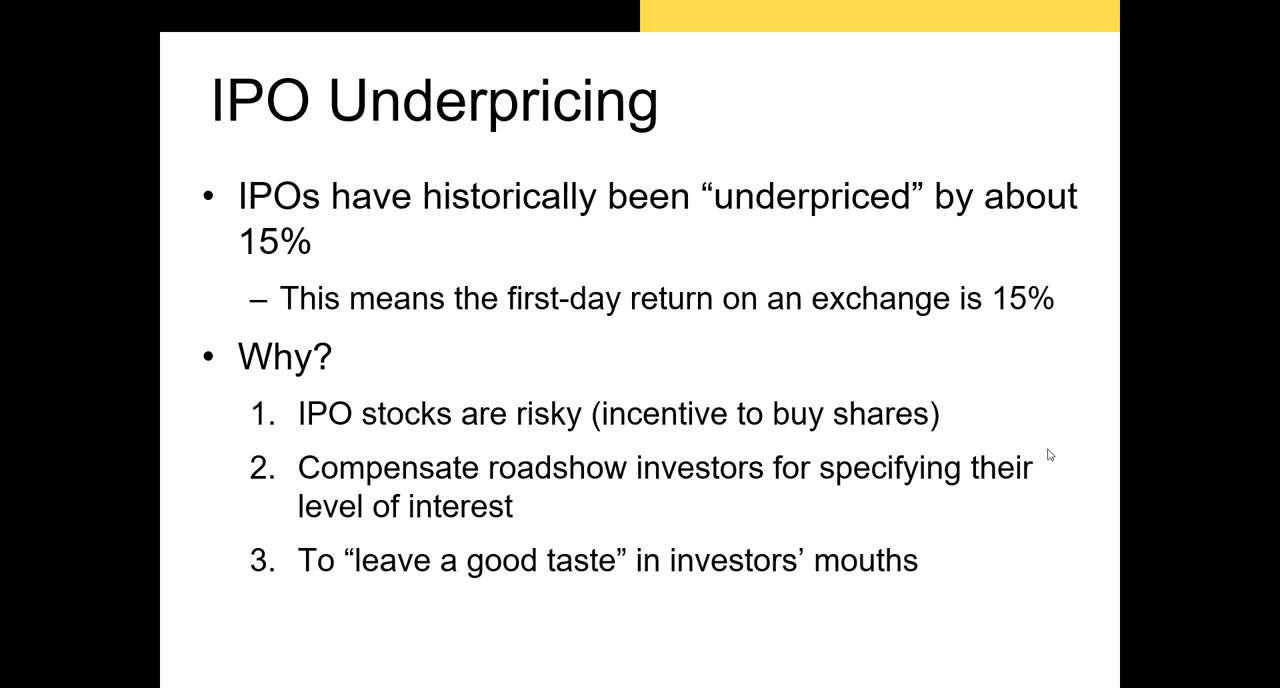 IPO Underpricing
• IPOs have historically been “underpriced” by about
15%
– This means the first-day return on an exchange is 15%
• Why?
1. IPO stocks are risky (incentive to buy shares)
2. Compensate roadshow investors for specifying their
level of interest
3. To “leave a good taste” in investors’ mouths